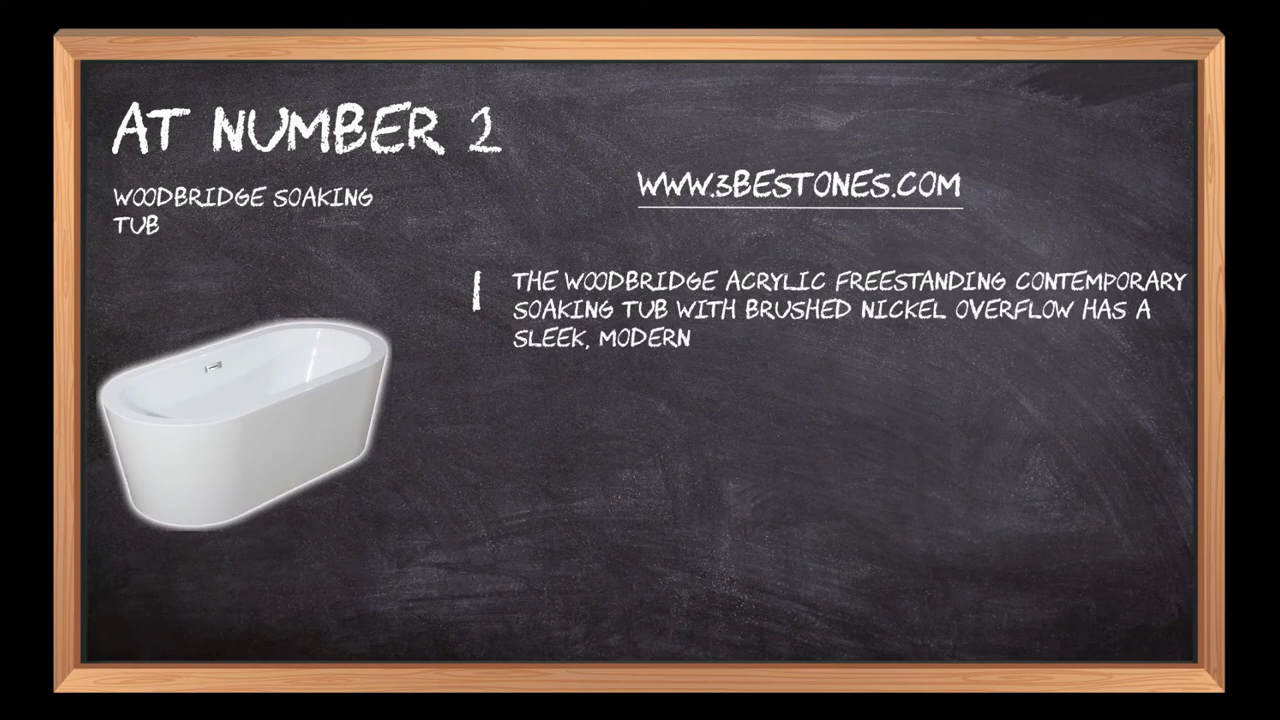 AT NUMBER 2
WOODBRIDGE SOAKING
TUB
WWW.3BESTONES.COM
THE WOODBRIDGE ACRYLIC FREESTANDING CONTEMPORARY
SOAKING TUB WITH BRUSHED NICKEL OVERFLOW HAS A
SLEEK, MODERN